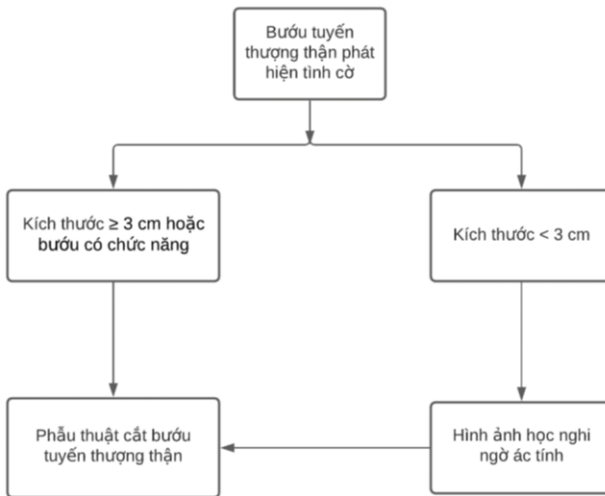 Bướu tuyến
thượng thận phát
hiện tình cờ
Kích thước ≥ 3 cm hoặc
bướu có chức năng
Kích thước < 3 cm
Phẫu thuật cắt bướu
tuyến thượng thận
Hình ảnh học nghi
ngờ ác tính